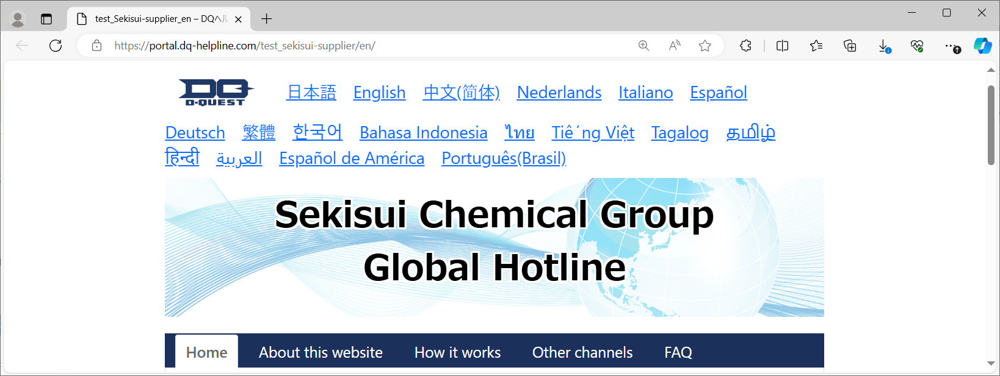 test_Sekisui-supplier_en – DQヘル
https://portal.dq-helpline.com/test_sekisui-supplier/en/
D-QUEST
日本語 English 中文(简体) Nederlands Italiano Español
Deutsch 繁體 한국어 Bahasa Indonesia ไทย Tiê´ng Việt Tagalog தமிழ்
हिन्दी العربية Español de América Português(Brasil)
Sekisui Chemical Group
Global Hotline
Home About this website How it works Other channels FAQ